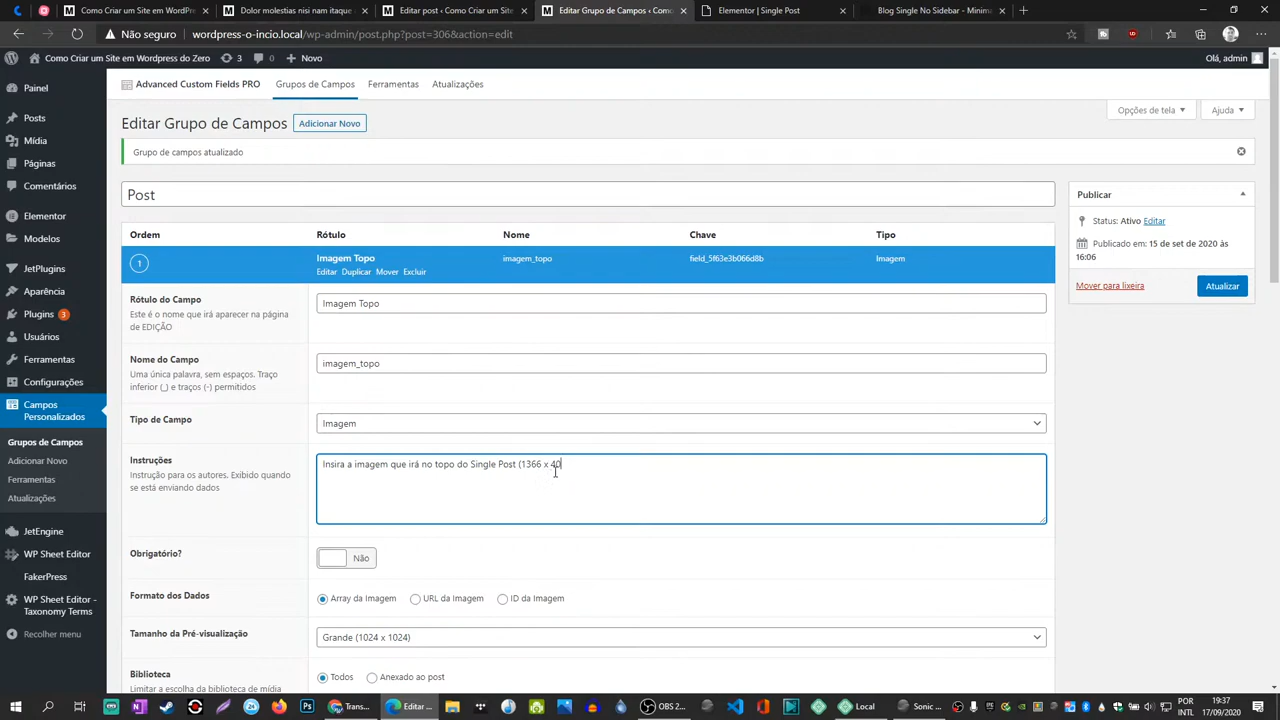 Como Criar um Site em WordPr
Dolor molestias nisi nam itaque
Editar post ‹ Como Criar um Site
Editar Grupo de Campos ‹ Com
Elementor Single Post
Blog Single No Sidebar - Minima
Não seguro
wordpress-o-incio.local/wp-admin/post.php?post=306&action=edit
Como Criar um Site em Wordpress do Zero
3
0
Novo
Olá, admin
Painel
Posts
Mídia
Páginas
Comentários
Elementor
Modelos
JetPlugins
Aparência
Plugins 3
Usuários
Ferramentas
Configurações
Campos
Personalizados
Grupos de Campos
Adicionar Novo
Ferramentas
Atualizações
JetEngine
WP Sheet Editor
FakerPress
WP Sheet Editor -
Taxonomy Terms
Recolher menu
Advanced Custom Fields PRO
Grupos de Campos
Ferramentas
Atualizações
Opções de tela
Ajuda
Editar Grupo de Campos
Adicionar Novo
Grupo de campos atualizado
Post
Ordem
Rótulo
Nome
Chave
Tipo
1
Imagem Topo
imagem_topo
field_5f63e3b066d8b
Imagem
Editar Duplicar Mover Excluir
Rótulo do Campo
Este é o nome que irá aparecer na página
de EDIÇÃO
Imagem Topo
Nome do Campo
Uma única palavra, sem espaços. Traço
inferior (_) e traços (-) permitidos
imagem_topo
Tipo de Campo
Imagem
Instruções
Instrução para os autores. Exibido quando
se está enviando dados
Insira a imagem que irá no topo do Single Post (1366 x 40
Obrigatório?
Não
Formato dos Dados
Array da Imagem
URL da Imagem
ID da Imagem
Tamanho da Pré-visualização
Grande (1024 x 1024)
Biblioteca
Limitar a escolha da biblioteca de mídia
Todos
Anexado ao post
Publicar
Status: Ativo Editar
Publicado em: 15 de set de 2020 às
16:06
Mover para lixeira
Atualizar
Trans...
Editar ...
OBS 2...
Local
Sonic ...
POR
INTL
19:37
17/09/2020